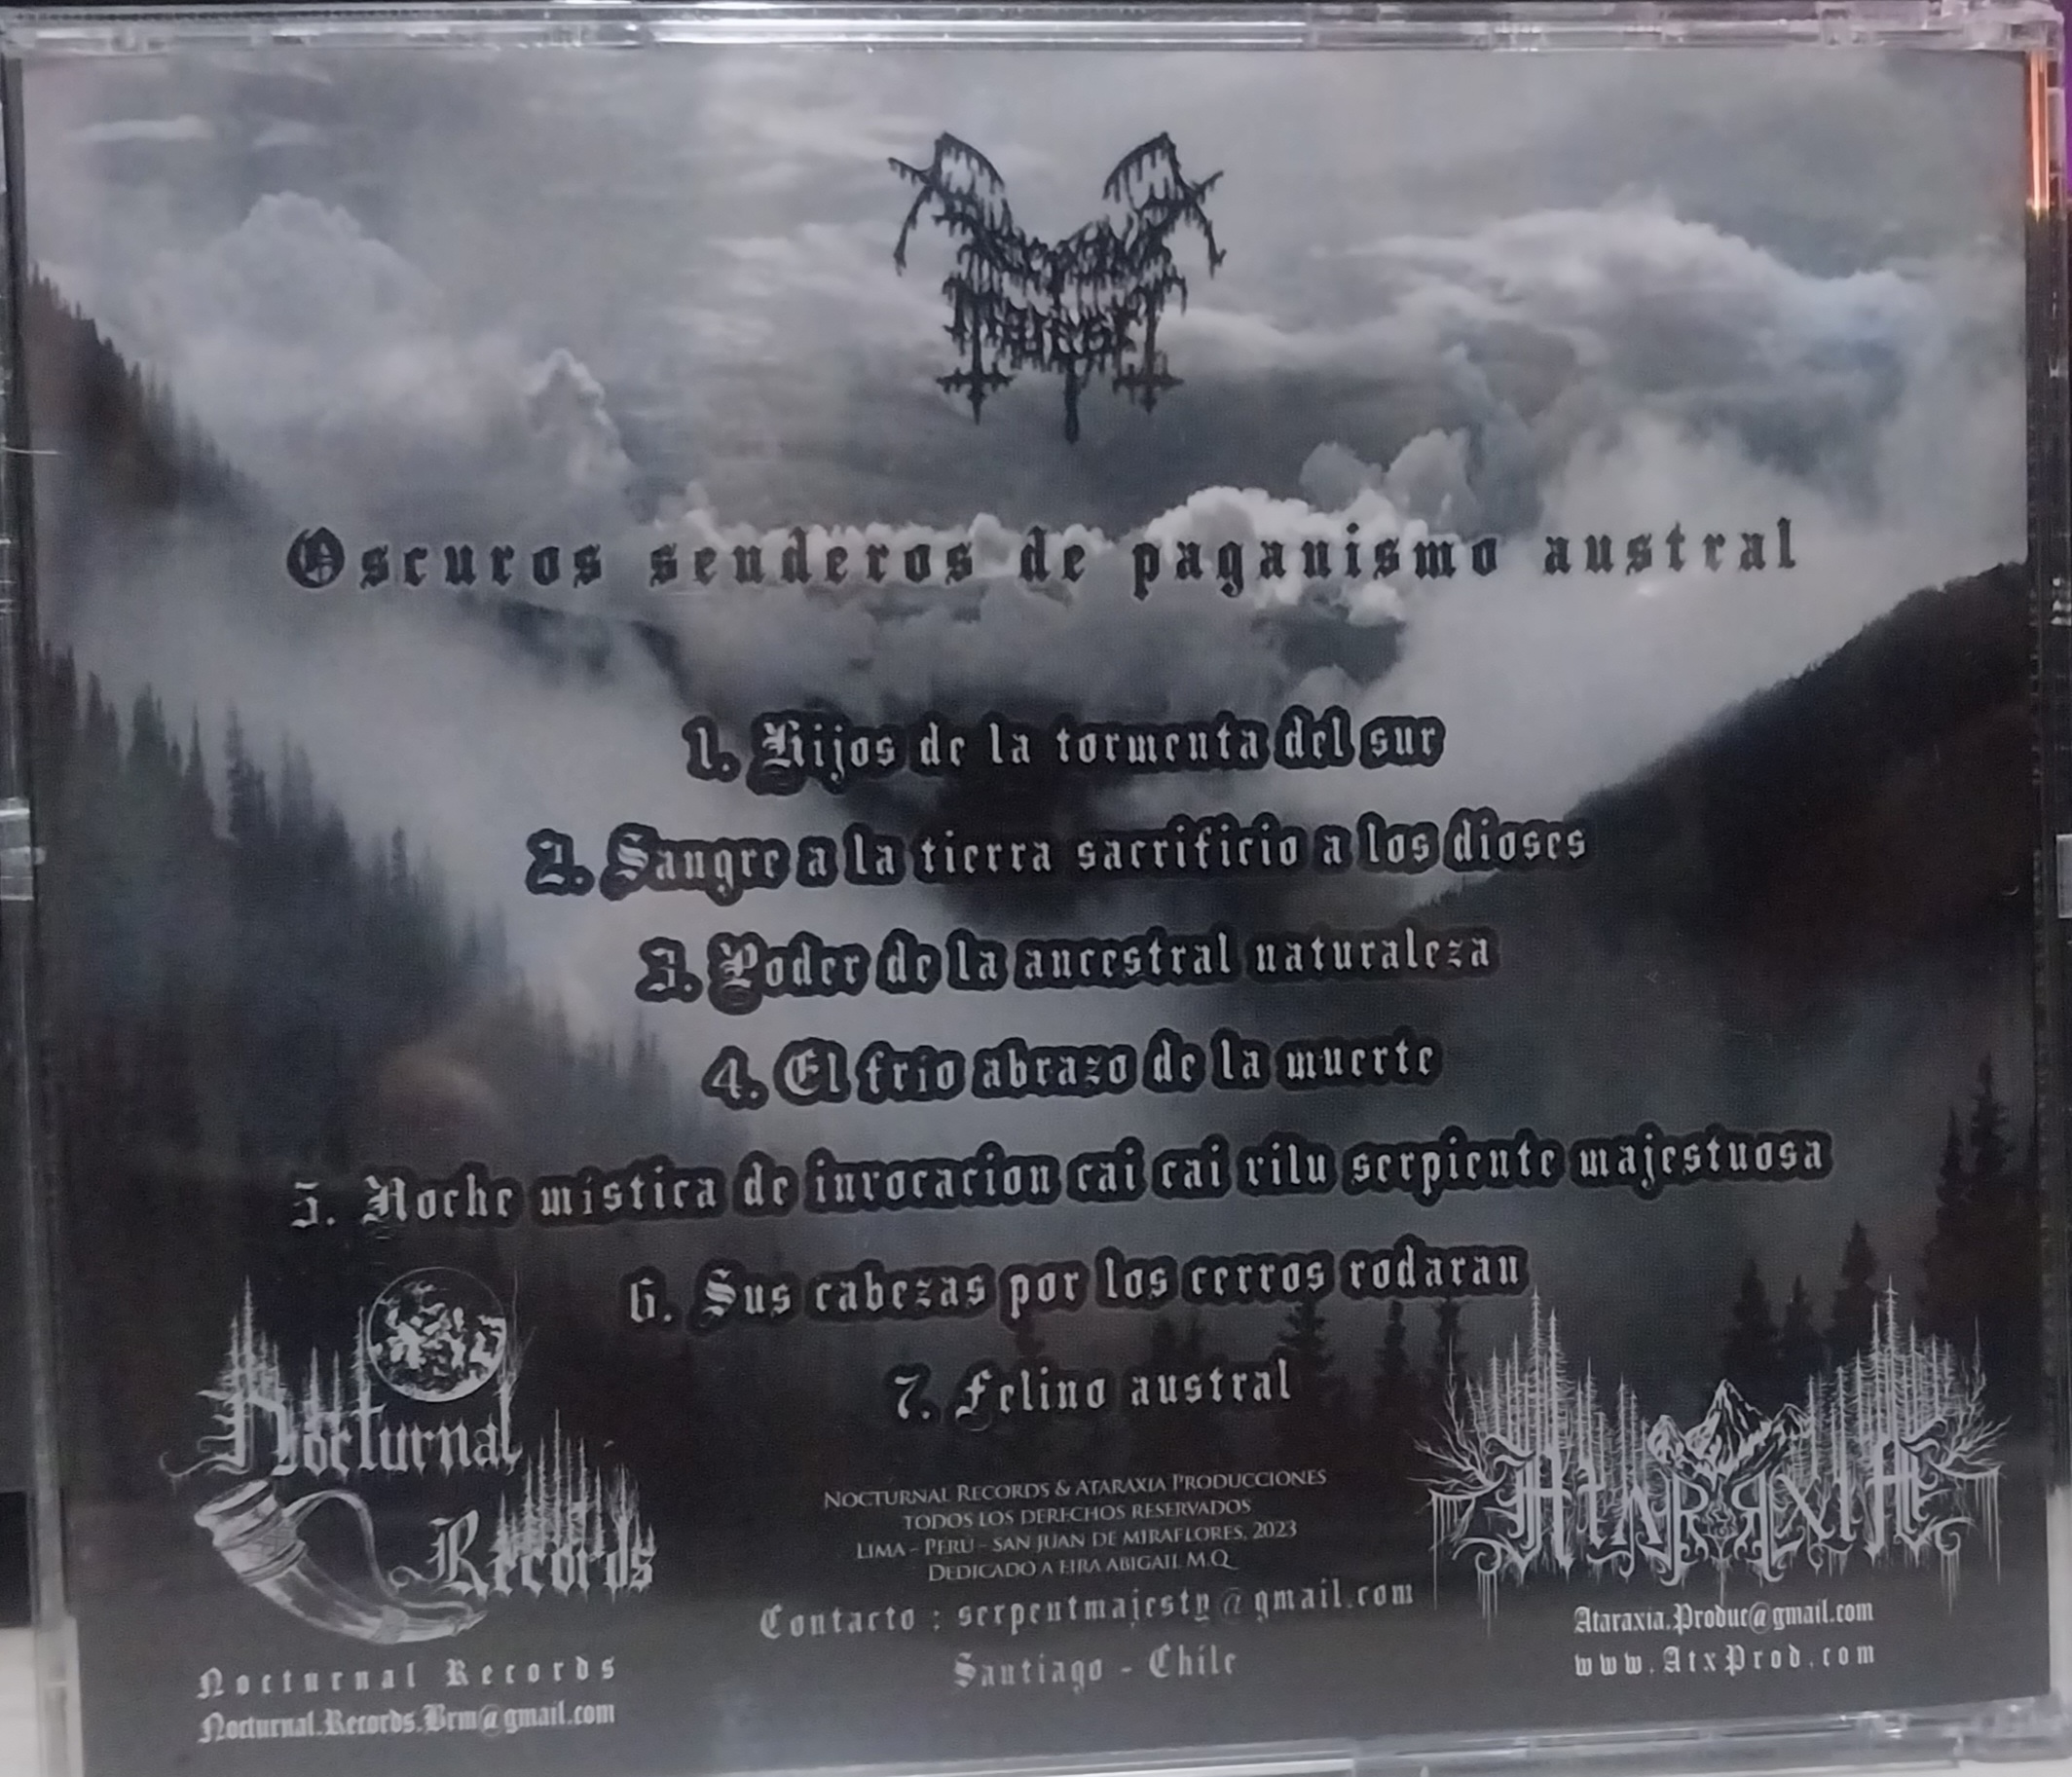 Serpent
Majesty
Oscuros senderos de paganismo austral
1. Hijos de la tormenta del sur
2. Sangre a la tierra sacrificio a los dioses
3. Poder de la ancestral naturaleza
4. El frio abrazo de la muerte
5. Noche mistica de invocacion cai cai vilu serpiente majestuosa
6. Sus cabezas por los cerros rodaran
7. Felino austral
Nocturnal
Records
Nocturnal Records
Nocturnal.Records.Brm@gmail.com
NOCTURNAL RECORDS & ATARAXIA PRODUCCIONES
TODOS LOS DERECHOS RESERVADOS
LIMA - PERU - SAN JUAN DE MIRAFLORES, 2023
DEDICADO A EIRA ABIGAIL M.Q.
Contacto : serpentmajesty@gmail.com
Santiago - Chile
ATARAXIA
Ataraxia.Produc@gmail.com
www.AtxProd.com